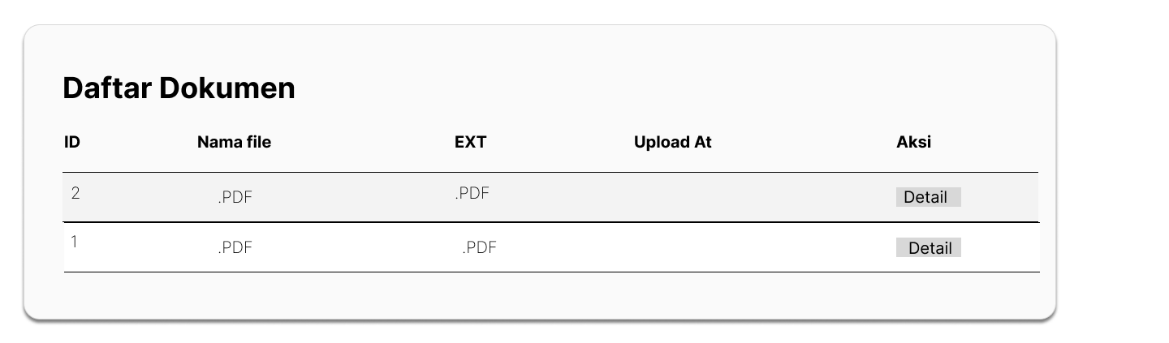 Daftar Dokumen
ID Nama file EXT Upload At Aksi
2 .PDF .PDF Detail
1 .PDF .PDF Detail